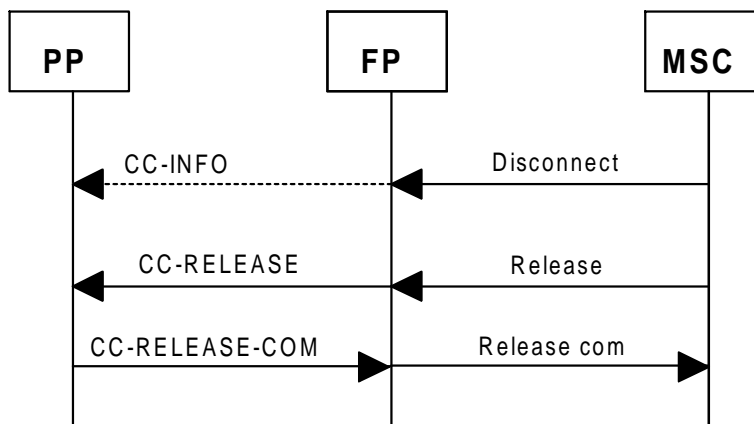 PP FP MSC
CC-INFO Disconnect
CC-RELEASE Release
CC-RELEASE-COM Release com